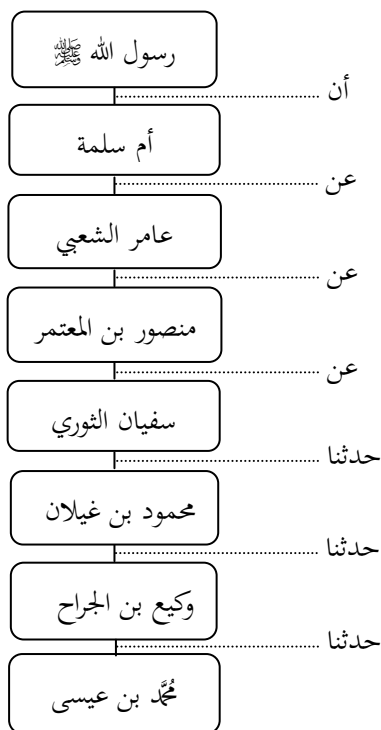 رسول الله ﷺ
أن
أم سلمة
عن
عامر الشعبي
عن
منصور بن المعتمر
عن
سفيان الثوري
حدثنا
محمود بن غيلان
حدثنا
وكيع بن الجراح
حدثنا
مُحَّد بن عيسى